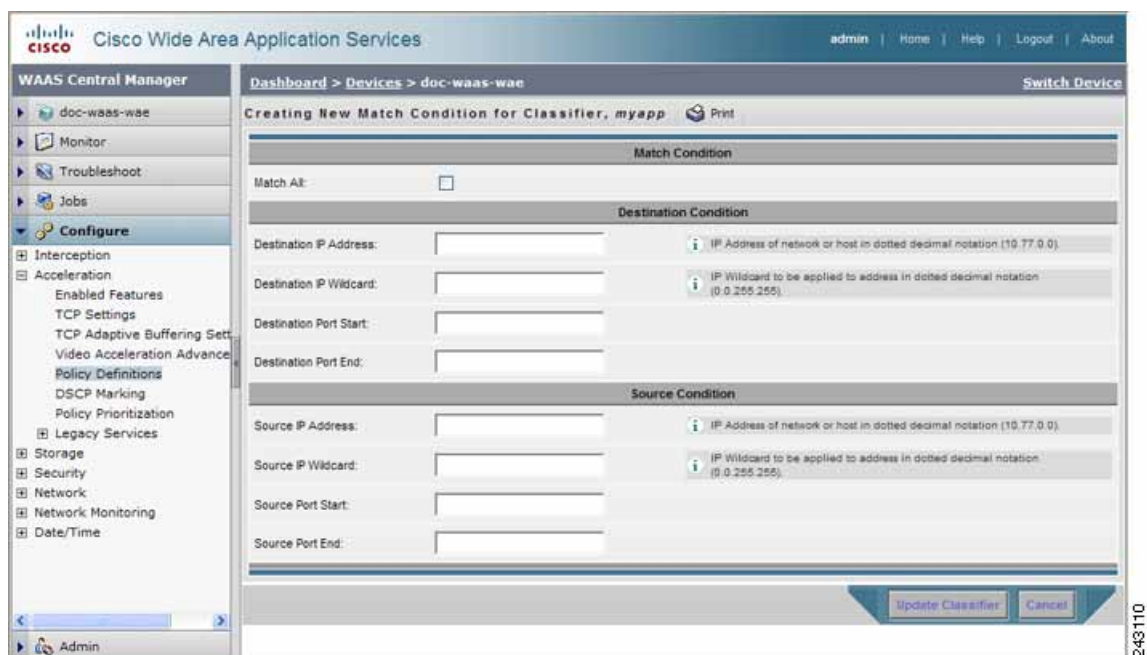 CISCO
Cisco Wide Area Application Services
admin | Home | Help | Logout | About
WAAS Central Manager
Dashboard > Devices > doc-waas-wae
Switch Device
doc-waas-wae
Monitor
Troubleshoot
Jobs
Configure
Interception
Acceleration
Enabled Features
TCP Settings
TCP Adaptive Buffering Sett
Video Acceleration Advance
Policy Definitions
DSCP Marking
Policy Prioritization
Legacy Services
Storage
Security
Network
Network Monitoring
Date/Time
Admin
Creating New Match Condition for Classifier, myapp Print
Match Condition
Match All:
Destination Condition
Destination IP Address:
IP Address of network or host in dotted decimal notation (10.77.0.0).
Destination IP Wildcard:
IP Wildcard to be applied to address in dotted decimal notation
(0.0.255.255).
Destination Port Start:
Destination Port End:
Source Condition
Source IP Address:
IP Address of network or host in dotted decimal notation (10.77.0.0).
Source IP Wildcard:
IP Wildcard to be applied to address in dotted decimal notation
(0.0.255.255).
Source Port Start:
Source Port End:
Update Classifier
Cancel
243110